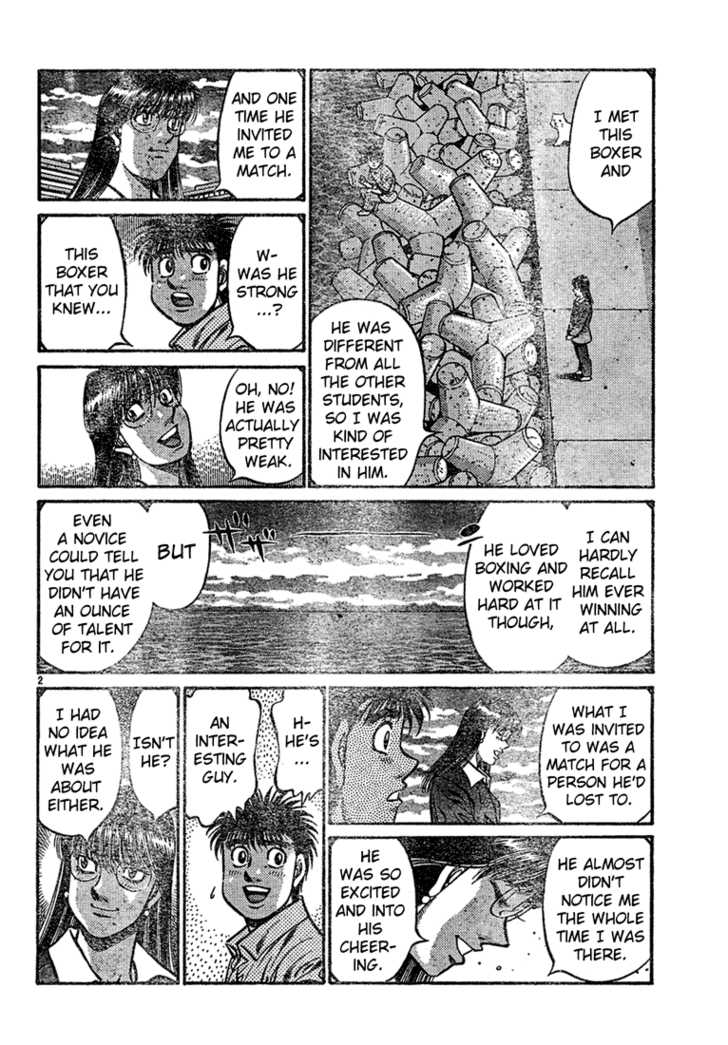 I MET
THIS
BOXER
AND
HE WAS
DIFFERENT
FROM ALL
THE OTHER
STUDENTS,
SO I WAS
KIND OF
INTERESTED
IN HIM.
AND ONE
TIME HE
INVITED
ME TO A
MATCH.
W-
WAS HE
STRONG
...?
THIS
BOXER
THAT YOU
KNEW...
OH, NO!
HE WAS
ACTUALLY
PRETTY
WEAK.
I CAN
HARDLY
RECALL
HIM EVER
WINNING
AT ALL.
HE LOVED
BOXING AND
WORKED
HARD AT IT
THOUGH,
ザザ
BUT
EVEN
A NOVICE
COULD TELL
YOU THAT HE
DIDN'T HAVE
AN OUNCE
OF TALENT
FOR IT.
2
WHAT I
WAS INVITED
TO WAS A
MATCH FOR A
PERSON HE'D
LOST TO.
HE ALMOST
DIDN'T
NOTICE ME
THE WHOLE
TIME I WAS
THERE.
HE
WAS SO
EXCITED
AND INTO
HIS
CHEER-
ING.
H-
HE'S
...
AN
INTER-
ESTING
GUY.
ISN'T
HE?
I HAD
NO IDEA
WHAT HE
WAS
ABOUT
EITHER.